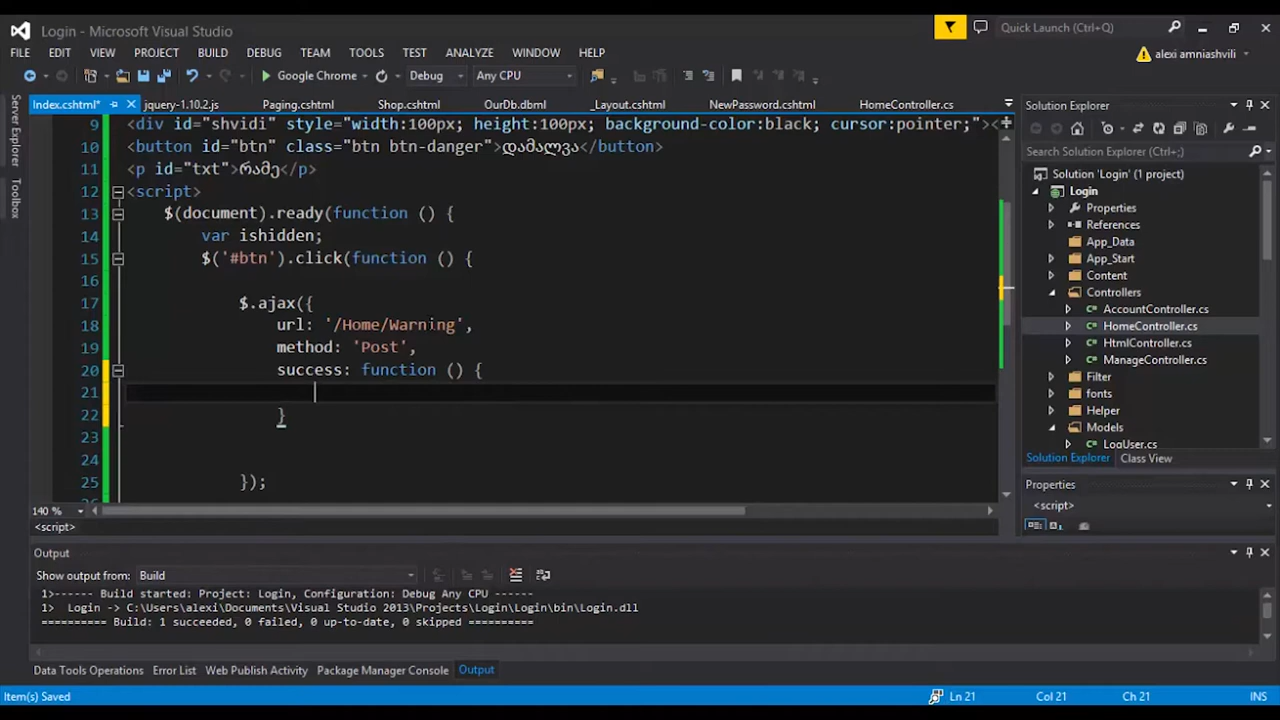 Login - Microsoft Visual Studio
Quick Launch (Ctrl+Q)
FILE EDIT VIEW PROJECT BUILD DEBUG TEAM TOOLS TEST ANALYZE WINDOW HELP
alexi amniashvili
Google Chrome Debug Any CPU
Index.cshtml* jquery-1.10.2.js Paging.cshtml Shop.cshtml OurDb.dbml _Layout.cshtml NewPassword.cshtml HomeController.cs
Server Explorer
Toolbox
9 <div id="shvidi" style="width:100px; height:100px; background-color:black; cursor:pointer;"><
10 <button id="btn" class="btn btn-danger">დამალვა</button>
11 <p id="txt">რამე</p>
12 <script>
13 $(document).ready(function () {
14 var ishidden;
15 $('#btn').click(function () {
16
17 $.ajax({
18 url: '/Home/Warning',
19 method: 'Post',
20 success: function () {
21
22 }
23
24
25 });
140 %
<script>
Solution Explorer
Search Solution Explorer (Ctrl+;)
Solution 'Login' (1 project)
Login
Properties
References
App_Data
App_Start
Content
Controllers
AccountController.cs
HomeController.cs
HtmlController.cs
ManageController.cs
Filter
fonts
Helper
Models
LogUser.cs
Solution Explorer Class View
Properties
<script>
Output
Show output from: Build
1>------ Build started: Project: Login, Configuration: Debug Any CPU ------
1> Login -> C:\Users\alexi\Documents\Visual Studio 2013\Projects\Login\Login\bin\Login.dll
========== Build: 1 succeeded, 0 failed, 0 up-to-date, 0 skipped ==========
Data Tools Operations Error List Web Publish Activity Package Manager Console Output
Item(s) Saved Ln 21 Col 21 Ch 21 INS